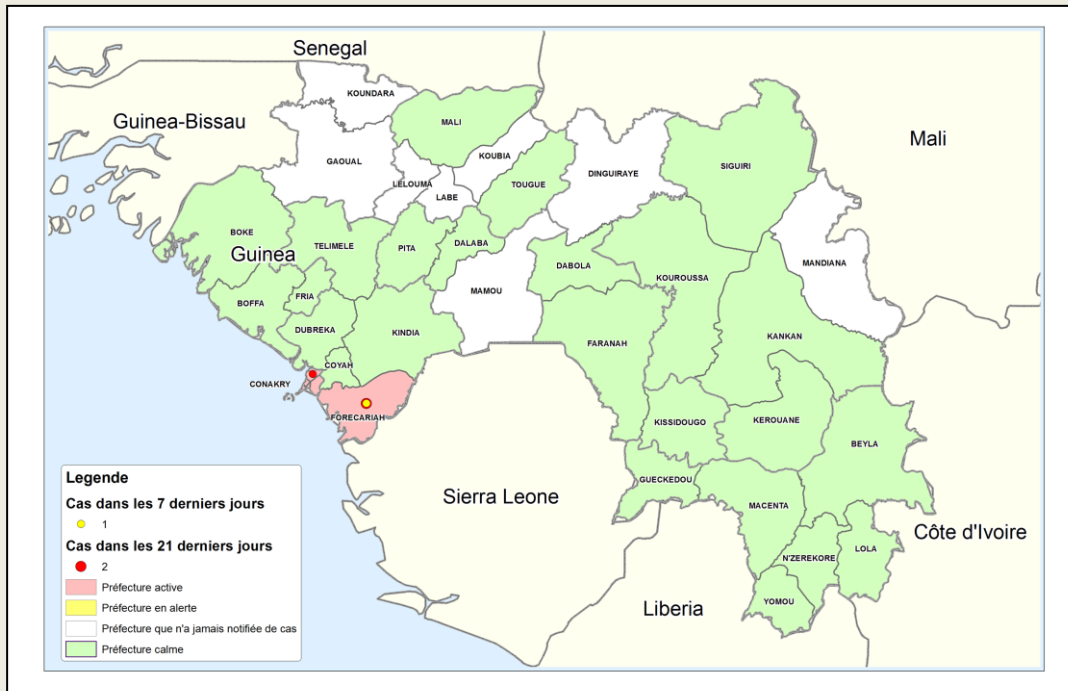 Senegal
KOUNDARA
Guinea-Bissau
MALI
Mali
GAOUAL
KOUBIA
SIGUIRI
LELOUMA
DINGUIRAYE
TOUGUE
LABE
BOKE
TELIMELE
DALABA
PITA
Guinea
MANDIANA
DABOLA
KOUROUSSA
MAMOU
FRIA
BOFFA
DUBREKA
KINDIA
KANKAN
FARANAH
COYAH
CONAKRY
FORECARIAH
KISSIDOUGO
KEROUANE
BEYLA
GUECKEDOU
Sierra Leone
MACENTA
Côte d'Ivoire
N'ZEREKORE
LOLA
YOMOU
Liberia
Legende
Cas dans les 7 derniers jours
1
Cas dans les 21 derniers jours
2
Préfecture active
Préfecture en alerte
Préfecture que n'a jamais notifiée de cas
Préfecture calme